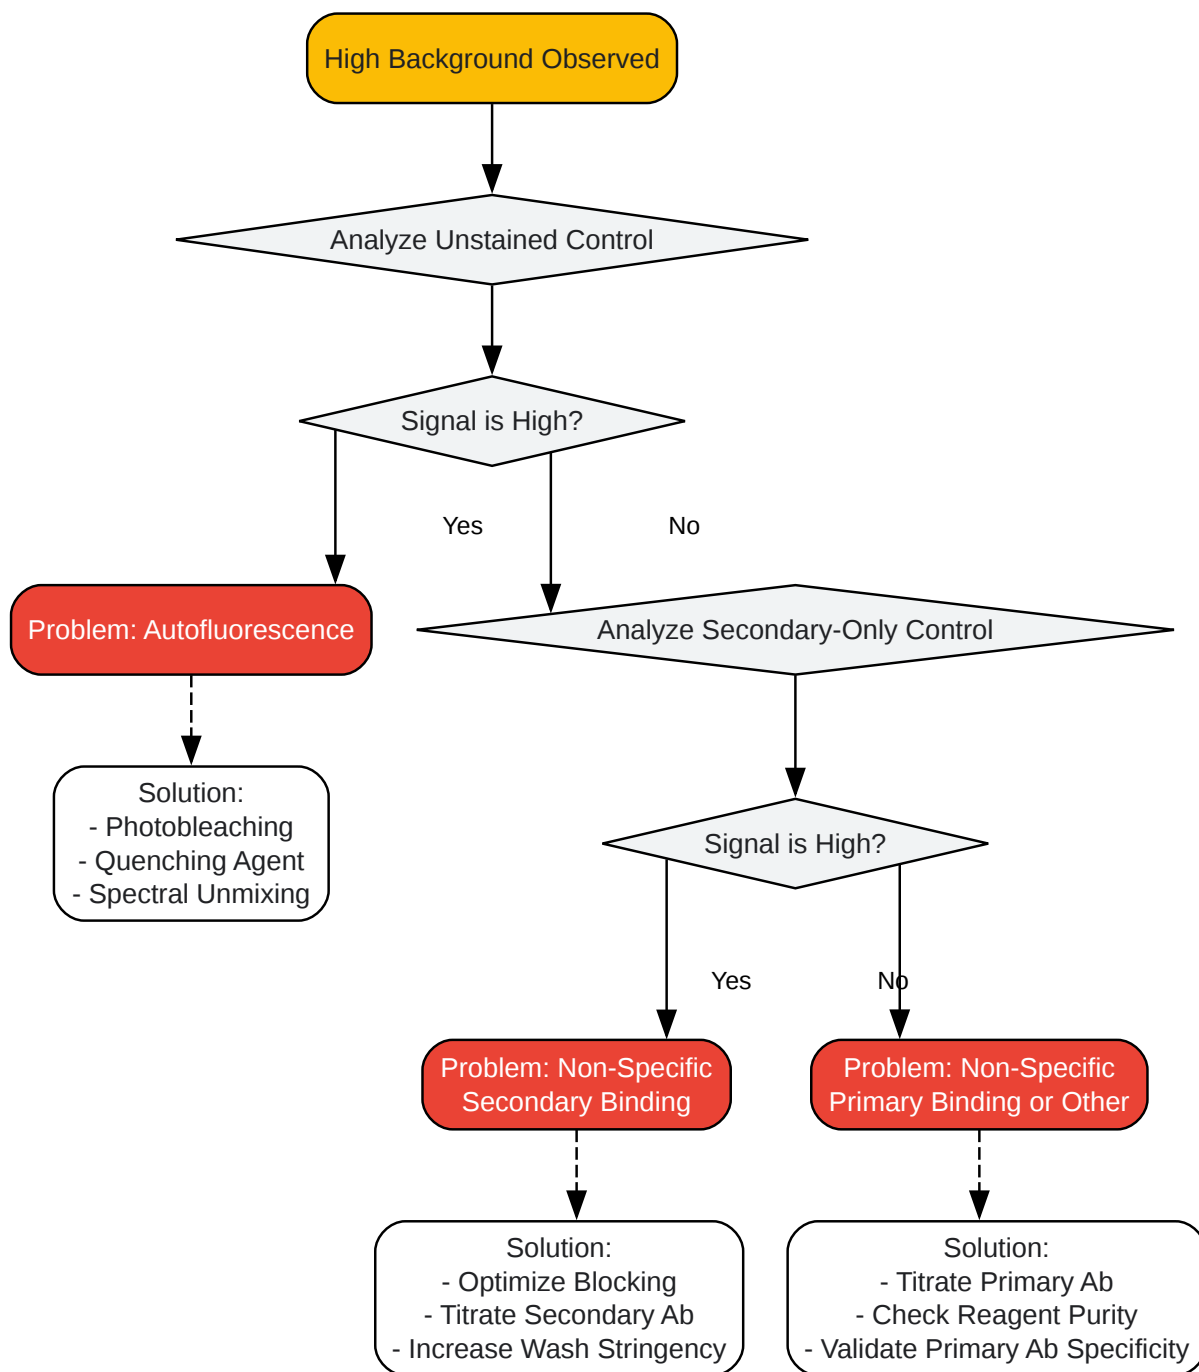 High Background Observed
Analyze Unstained Control
Signal is High?
Yes
No
Problem: Autofluorescence
Analyze Secondary-Only Control
Solution:
- Photobleaching
- Quenching Agent
- Spectral Unmixing
Signal is High?
Yes
No
Problem: Non-Specific
Secondary Binding
Problem: Non-Specific
Primary Binding or Other
Solution:
- Optimize Blocking
- Titrate Secondary Ab
- Increase Wash Stringency
Solution:
- Titrate Primary Ab
- Check Reagent Purity
- Validate Primary Ab Specificity